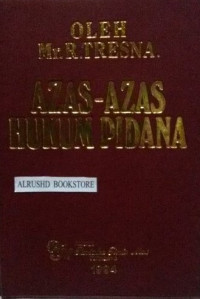 OLEH
Mr. R. TRESNA.
AZAS-AZAS
HUKUM PIDANA
ALRUSHD BOOKSTORE